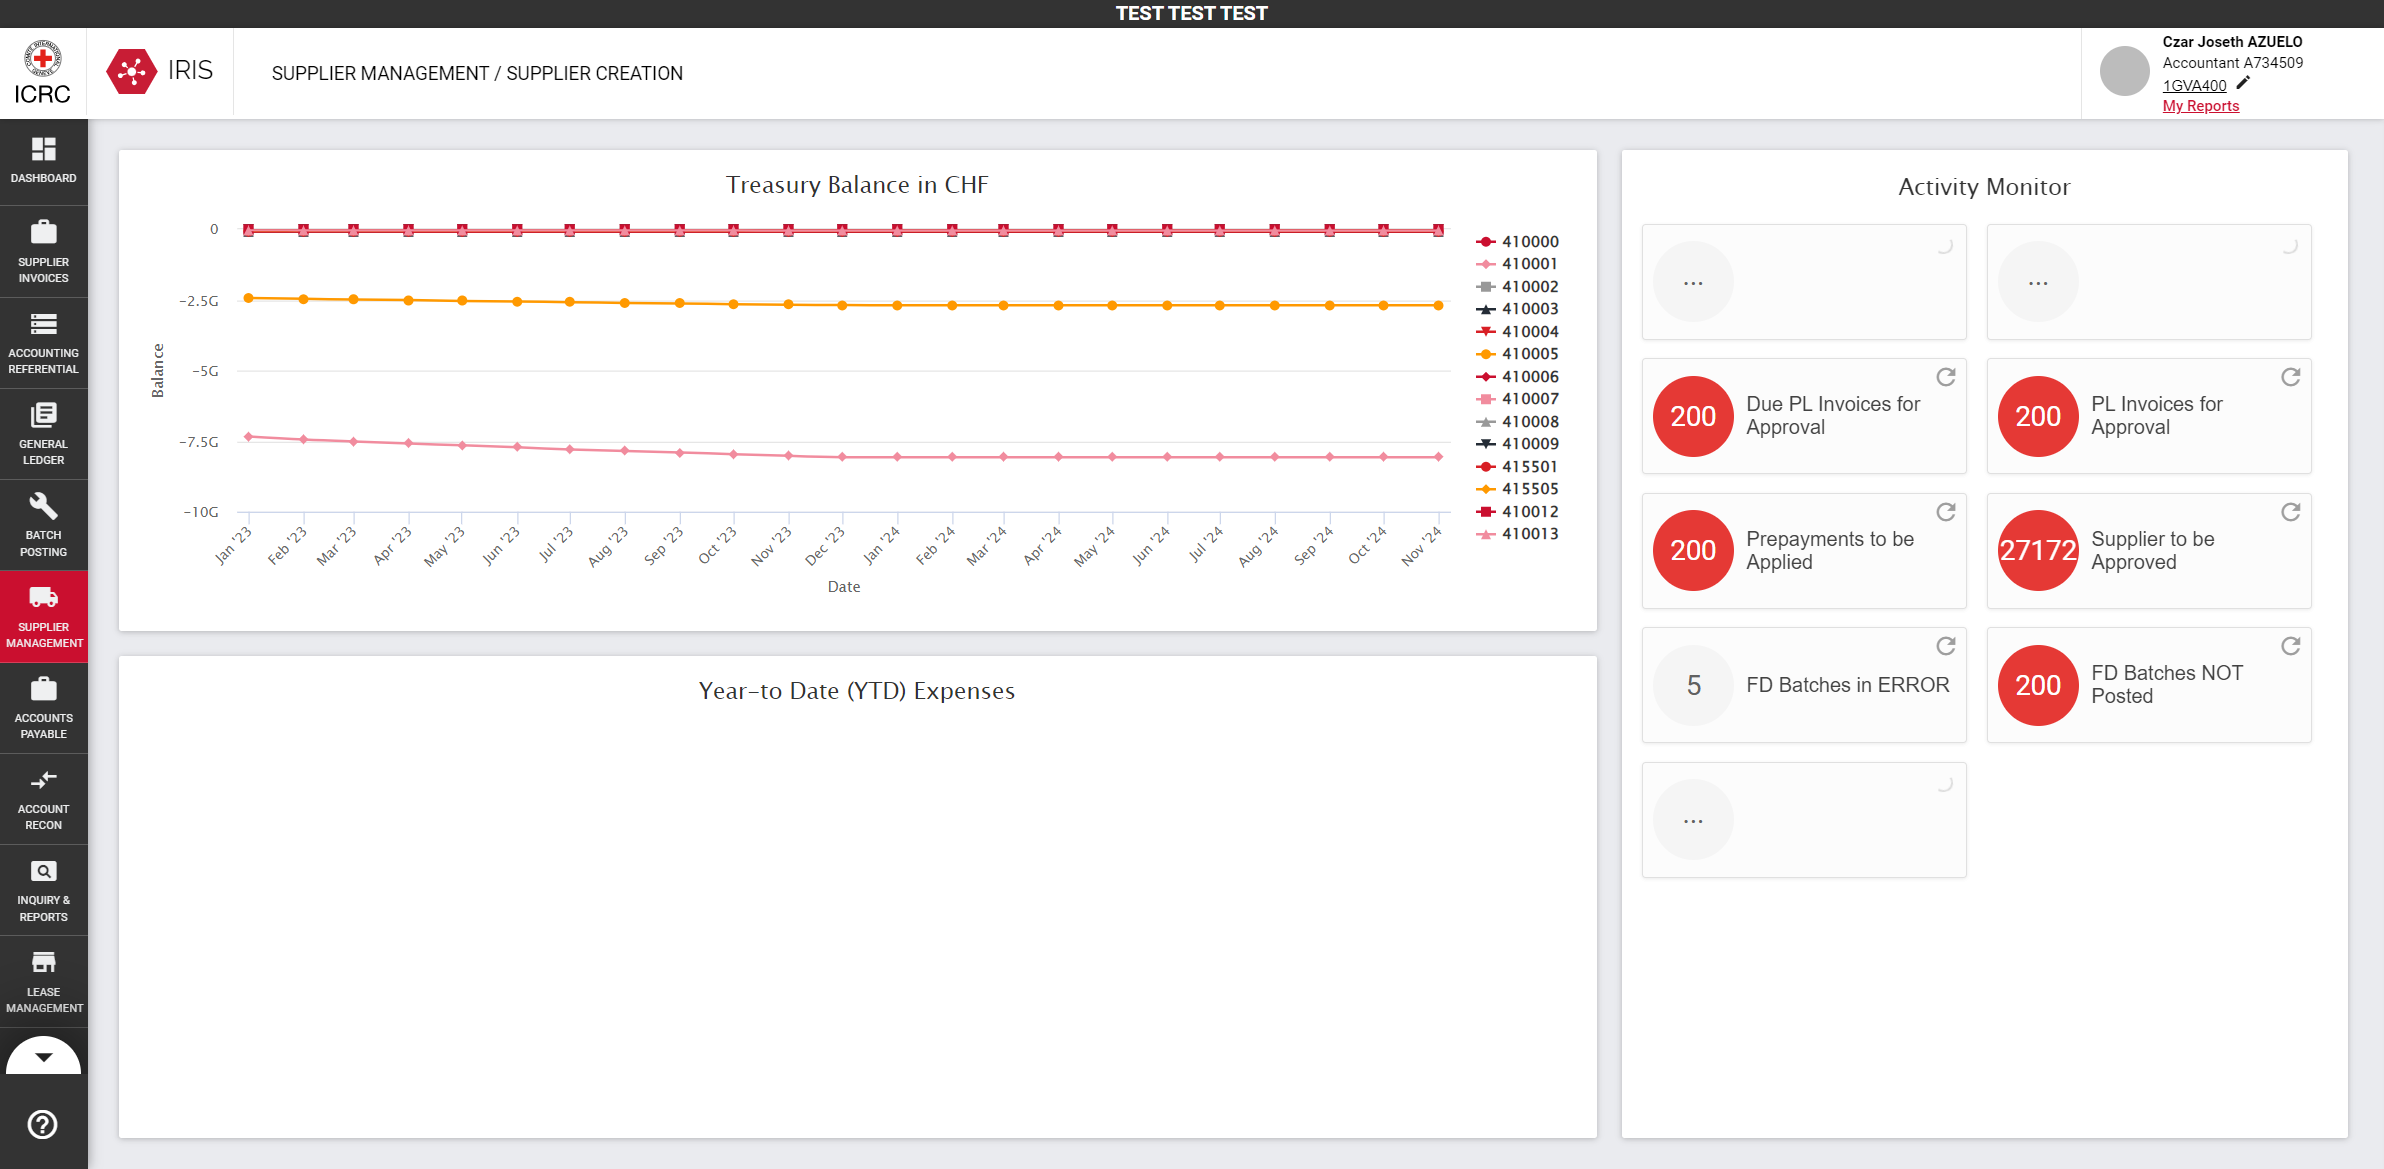 TEST TEST TEST
ICRC
IRIS
SUPPLIER MANAGEMENT / SUPPLIER CREATION
Czar Joseth AZUELO
Accountant A734509
1GVA400
My Reports
DASHBOARD
SUPPLIER
INVOICES
ACCOUNTING
REFERENTIAL
GENERAL
LEDGER
BATCH
POSTING
SUPPLIER
MANAGEMENT
ACCOUNTS
PAYABLE
ACCOUNT
RECON
INQUIRY &
REPORTS
LEASE
MANAGEMENT
Treasury Balance in CHF
Balance
0
−2.5G
−5G
−7.5G
−10G
Jan '23
Feb '23
Mar '23
Apr '23
May '23
Jun '23
Jul '23
Aug '23
Sep '23
Oct '23
Nov '23
Dec '23
Jan '24
Feb '24
Mar '24
Apr '24
May '24
Jun '24
Jul '24
Aug '24
Sep '24
Oct '24
Nov '24
Date
410000
410001
410002
410003
410004
410005
410006
410007
410008
410009
415501
415505
410012
410013
Year-to Date (YTD) Expenses
Activity Monitor
...
...
200
Due PL Invoices for
Approval
200
PL Invoices for
Approval
200
Prepayments to be
Applied
27172
Supplier to be
Approved
5
FD Batches in ERROR
200
FD Batches NOT
Posted
...